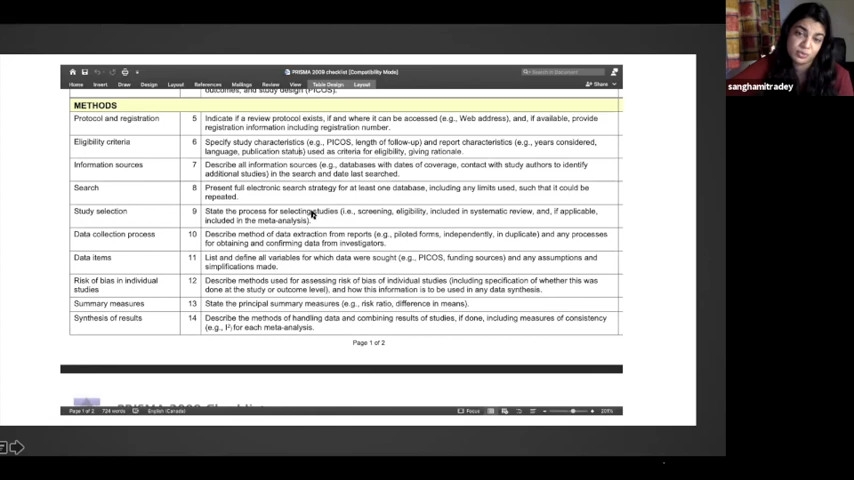 sanghamitradey
PRISMA 2009 checklist [Compatibility Mode]
Search in Document
Home Insert Draw Design Layout References Mailings Review View Table Design Layout
Share
outcomes, and study design (PICOS).
METHODS
Protocol and registration 5 Indicate if a review protocol exists, if and where it can be accessed (e.g., Web address), and, if available, provide
registration information including registration number.
Eligibility criteria 6 Specify study characteristics (e.g., PICOS, length of follow-up) and report characteristics (e.g., years considered,
language, publication status) used as criteria for eligibility, giving rationale.
Information sources 7 Describe all information sources (e.g., databases with dates of coverage, contact with study authors to identify
additional studies) in the search and date last searched.
Search 8 Present full electronic search strategy for at least one database, including any limits used, such that it could be
repeated.
Study selection 9 State the process for selecting studies (i.e., screening, eligibility, included in systematic review, and, if applicable,
included in the meta-analysis).
Data collection process 10 Describe method of data extraction from reports (e.g., piloted forms, independently, in duplicate) and any processes
for obtaining and confirming data from investigators.
Data items 11 List and define all variables for which data were sought (e.g., PICOS, funding sources) and any assumptions and
simplifications made.
Risk of bias in individual 12 Describe methods used for assessing risk of bias of individual studies (including specification of whether this was
studies done at the study or outcome level), and how this information is to be used in any data synthesis.
Summary measures 13 State the principal summary measures (e.g., risk ratio, difference in means).
Synthesis of results 14 Describe the methods of handling data and combining results of studies, if done, including measures of consistency
(e.g., I²) for each meta-analysis.
Page 1 of 2
PRISMA 2009 Checklist
Page 1 of 2 724 words English (Canada) Focus 201%